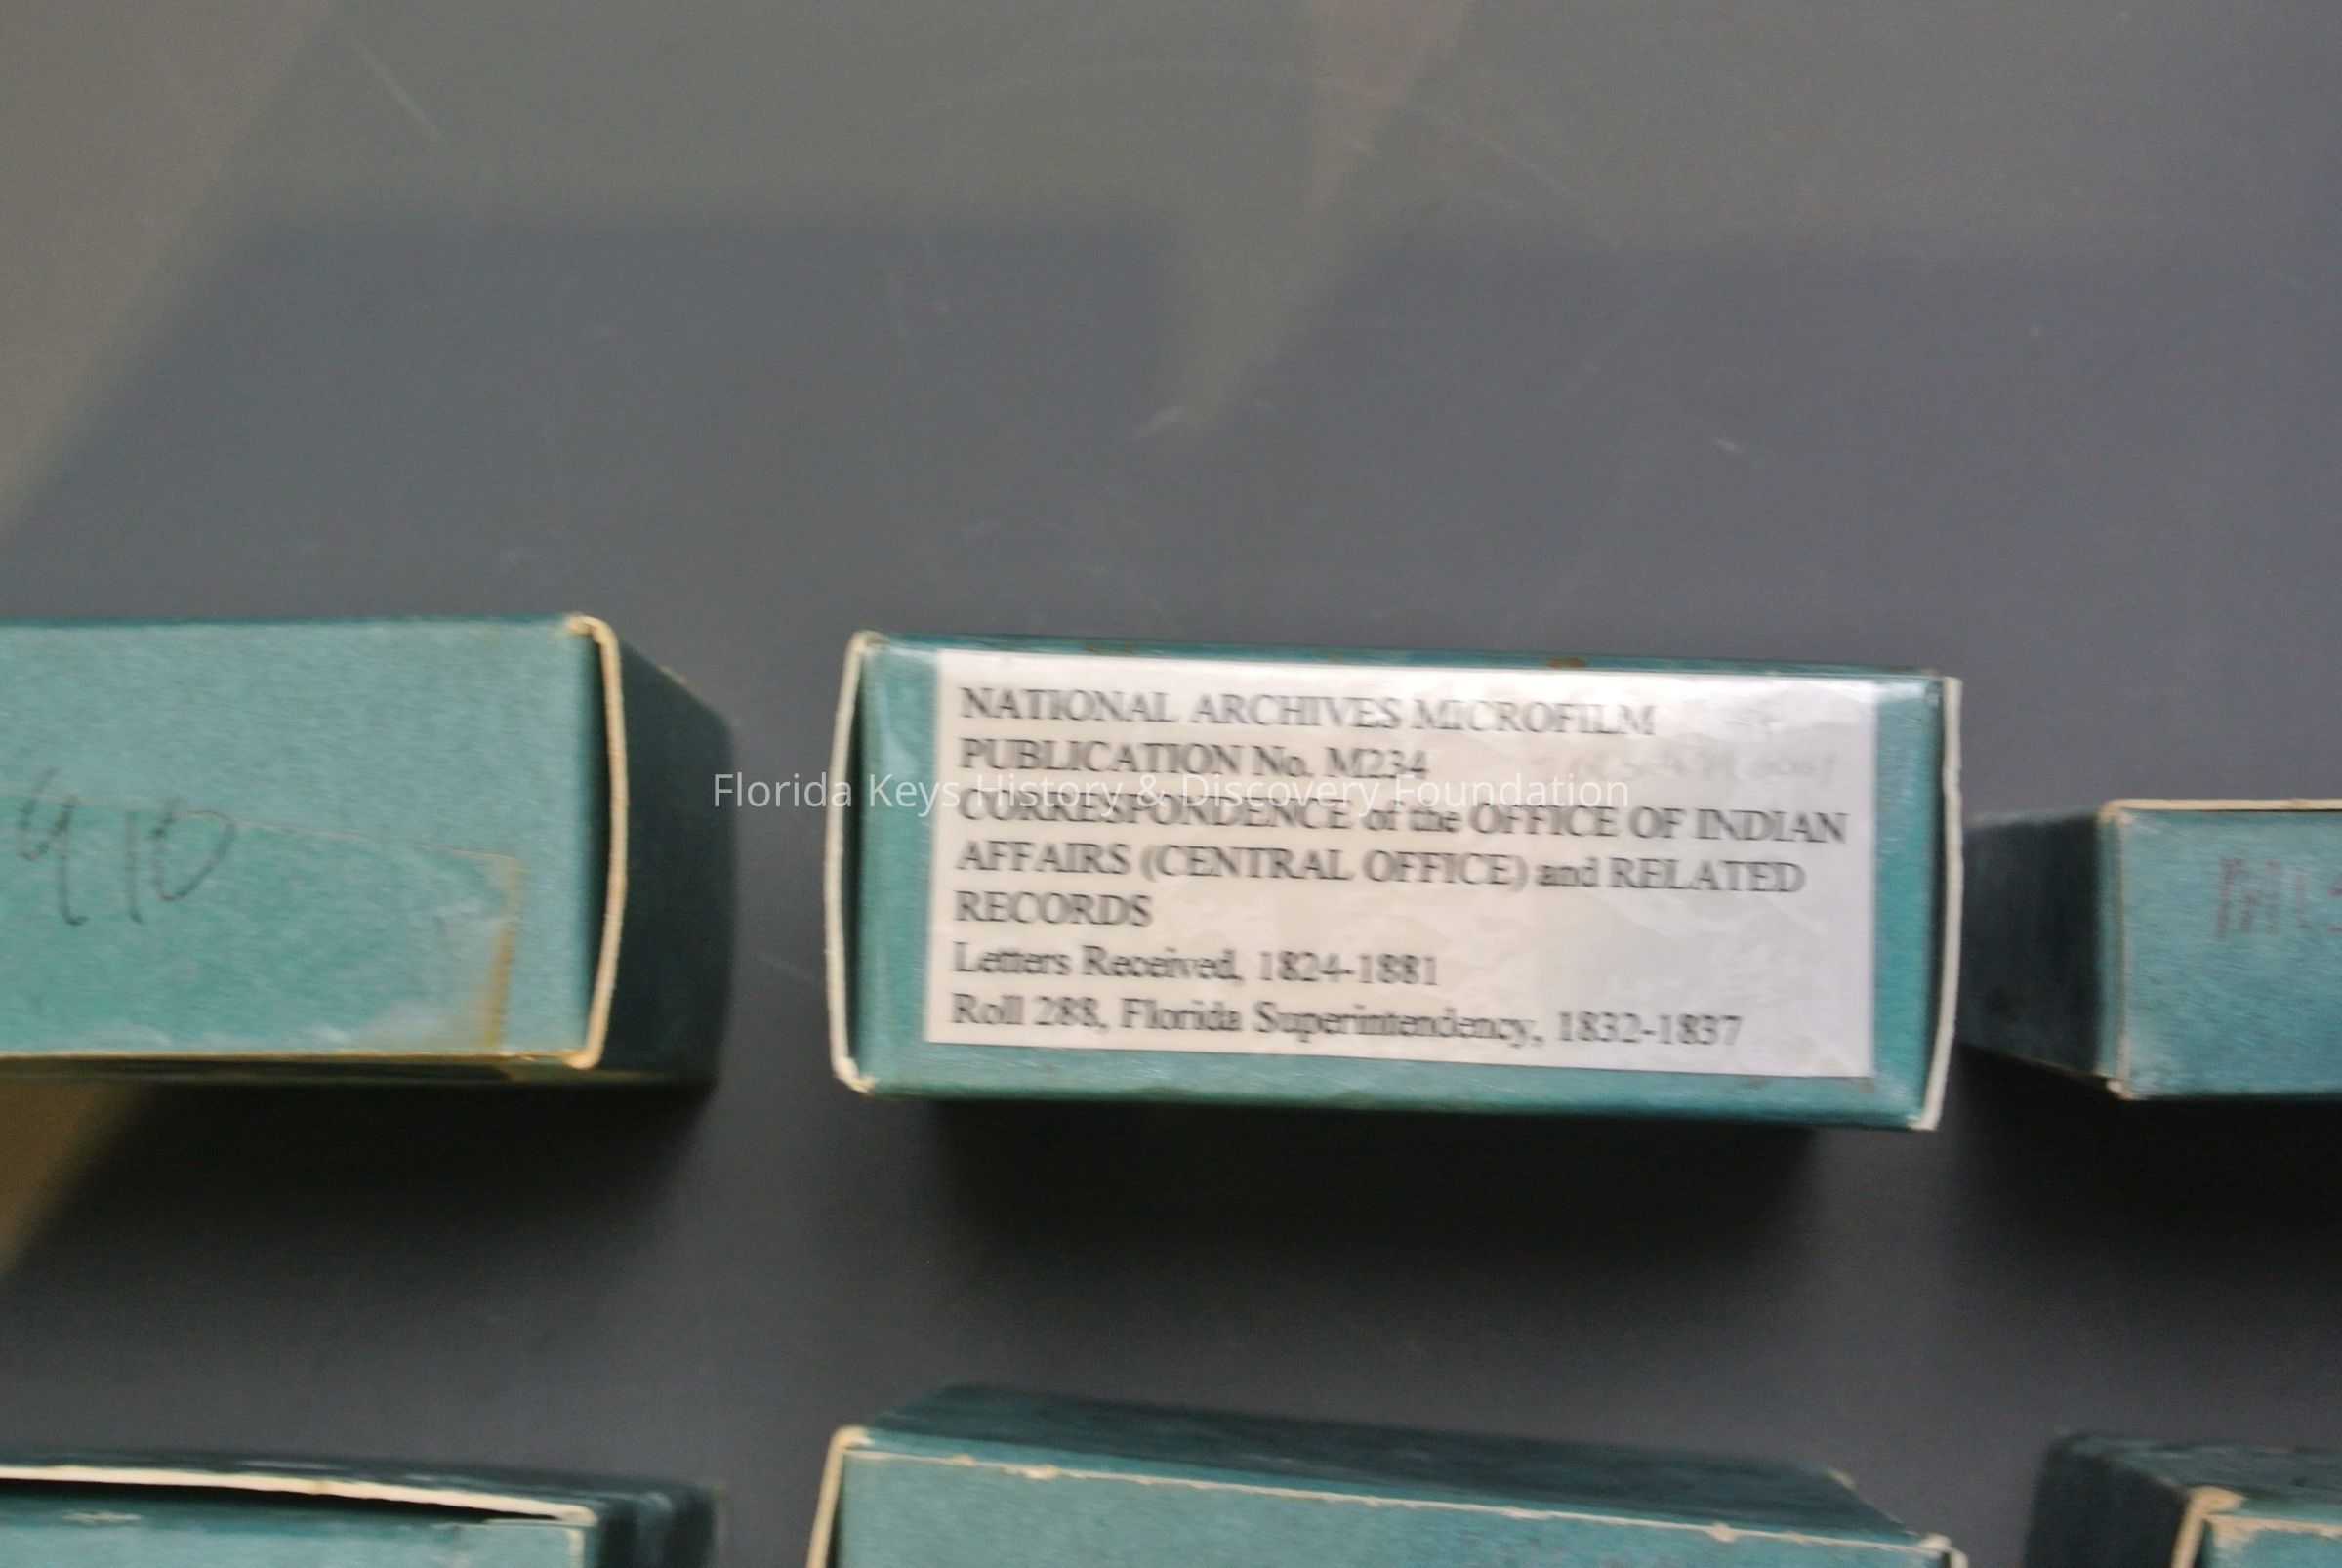 NATIONAL ARCHIVES MICROFILM
PUBLICATION No. M234
CORRESPONDENCE of the OFFICE OF INDIAN
AFFAIRS (CENTRAL OFFICE) and RELATED
RECORDS
Letters Received, 1824-1881
Roll 288, Florida Superintendency, 1832-1837
Florida Keys History & Discovery Foundation
910